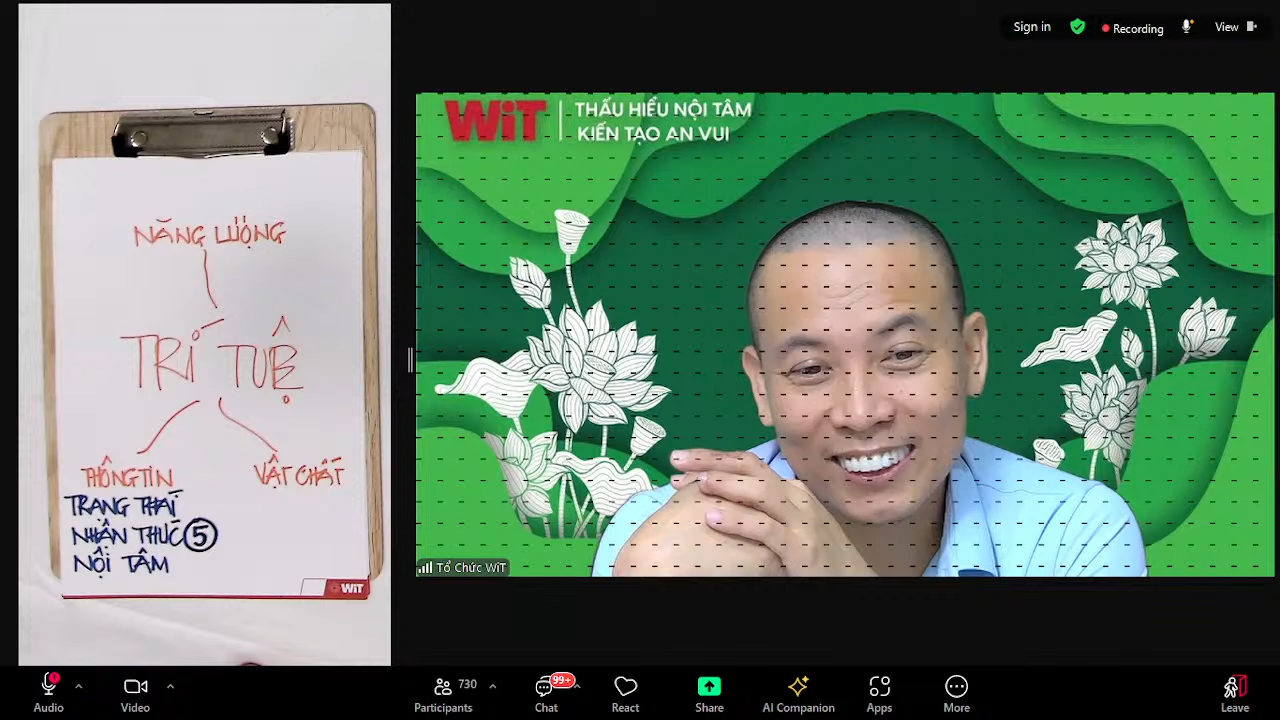 Sign in
Recording
View
NĂNG LƯỢNG
TRÍ TUỆ
THÔNG TIN
VẬT CHẤT
TRẠNG THÁI
NHẬN THỨC 5
NỘI TÂM
WiT
WiT
THẤU HIỂU NỘI TÂM
KIẾN TẠO AN VUI
Tổ Chức WiT
Audio
Video
Participants
730
Chat
99+
React
Share
AI Companion
Apps
More
Leave